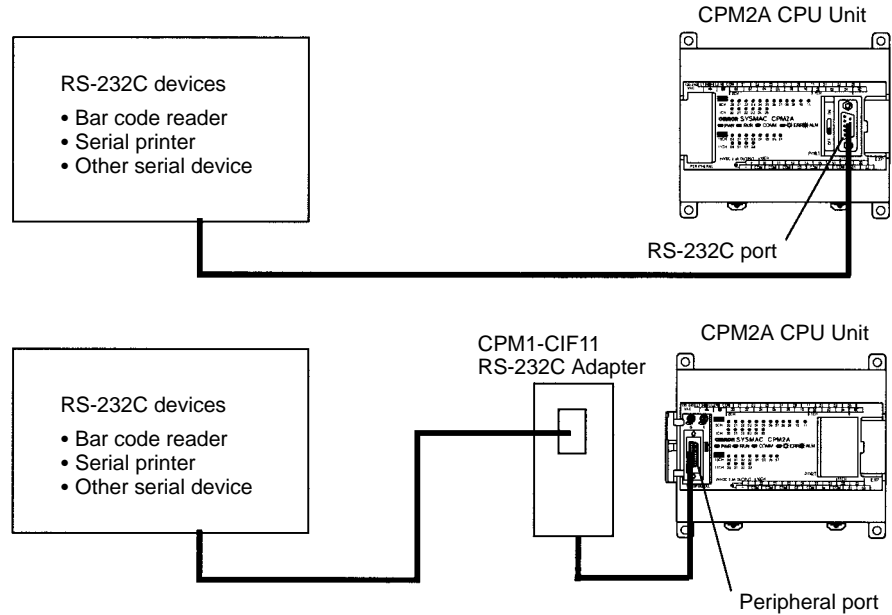 CPM2A CPU Unit
RS-232C devices
• Bar code reader
• Serial printer
• Other serial device
SYSMAC CPM2A
RS-232C port
CPM1-CIF11
RS-232C Adapter
CPM2A CPU Unit
RS-232C devices
• Bar code reader
• Serial printer
• Other serial device
SYSMAC CPM2A
Peripheral port